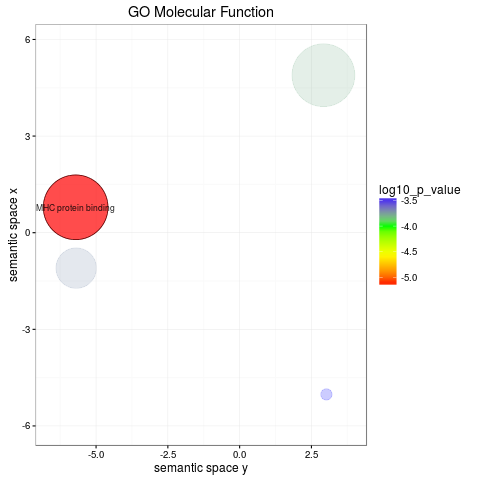 GO Molecular Function
6
3
0
-3
-6
semantic space x
MHC protein binding
-5.0
-2.5
0.0
2.5
semantic space y
log10_p_value
-3.5
-4.0
-4.5
-5.0